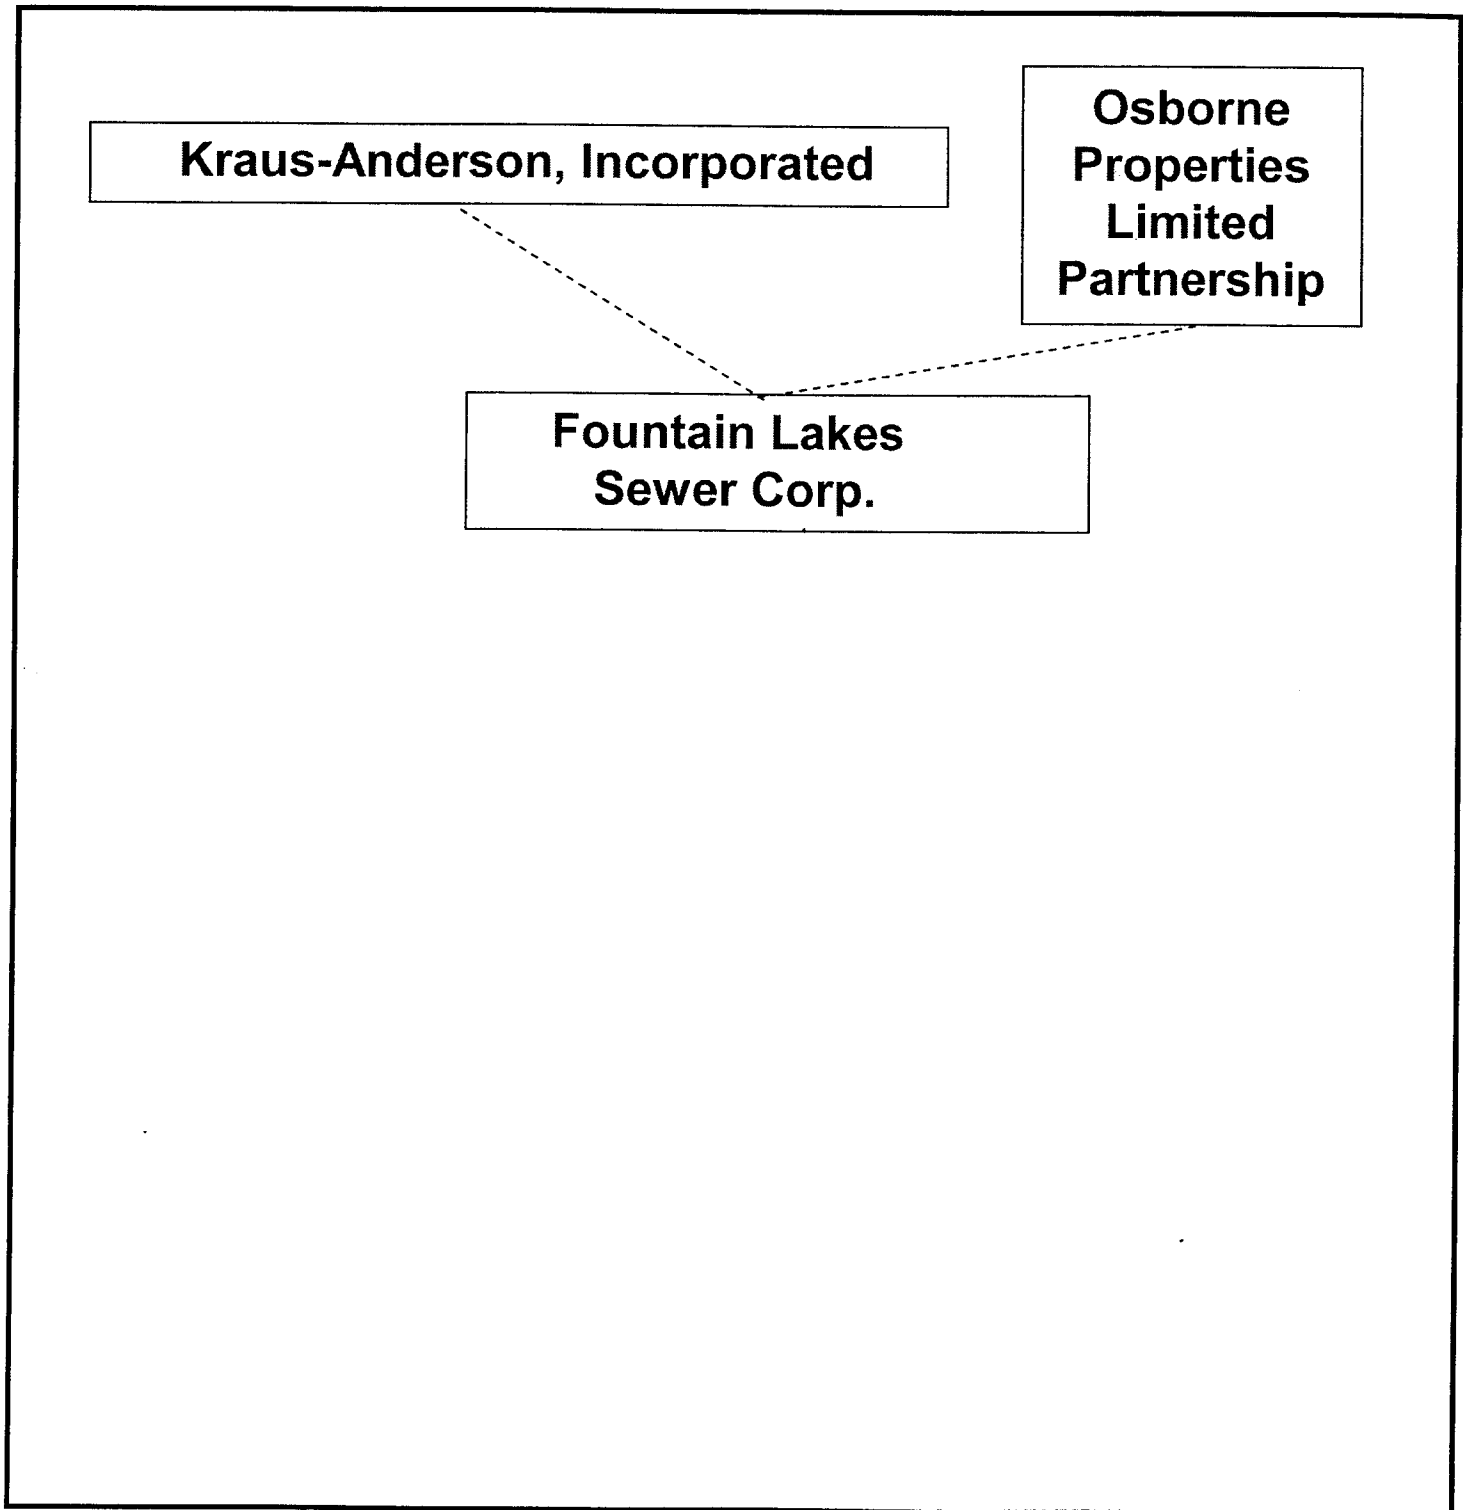 Kraus-Anderson, Incorporated
Osborne
Properties
Limited
Partnership
Fountain Lakes
Sewer Corp.